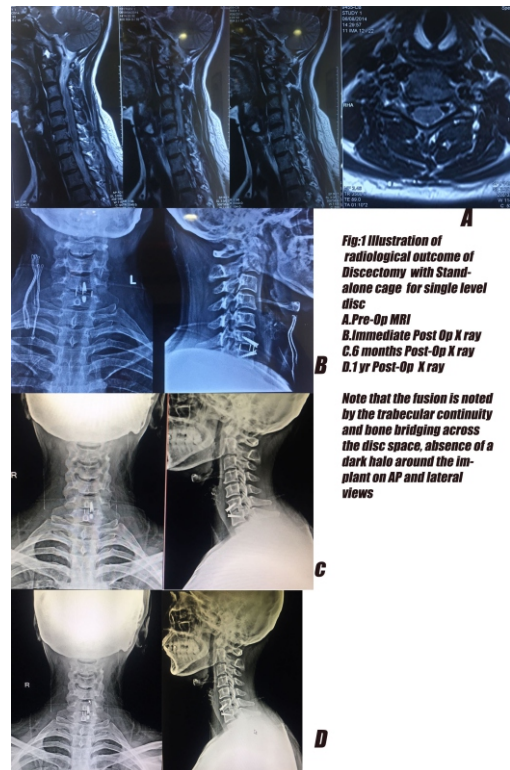 STUDY 1
RHA
A
Fig:1 Illustration of
radiological outcome of
Discectomy with Stand-
alone cage for single level
disc
A.Pre-Op MRI
B.Immediate Post Op X ray
C.6 months Post-Op X ray
D.1 yr Post-Op X ray
Note that the fusion is noted
by the trabecular continuity
and bone bridging across
the disc space, absence of a
dark halo around the im-
plant on AP and lateral
views
L
B
R
C
R
D